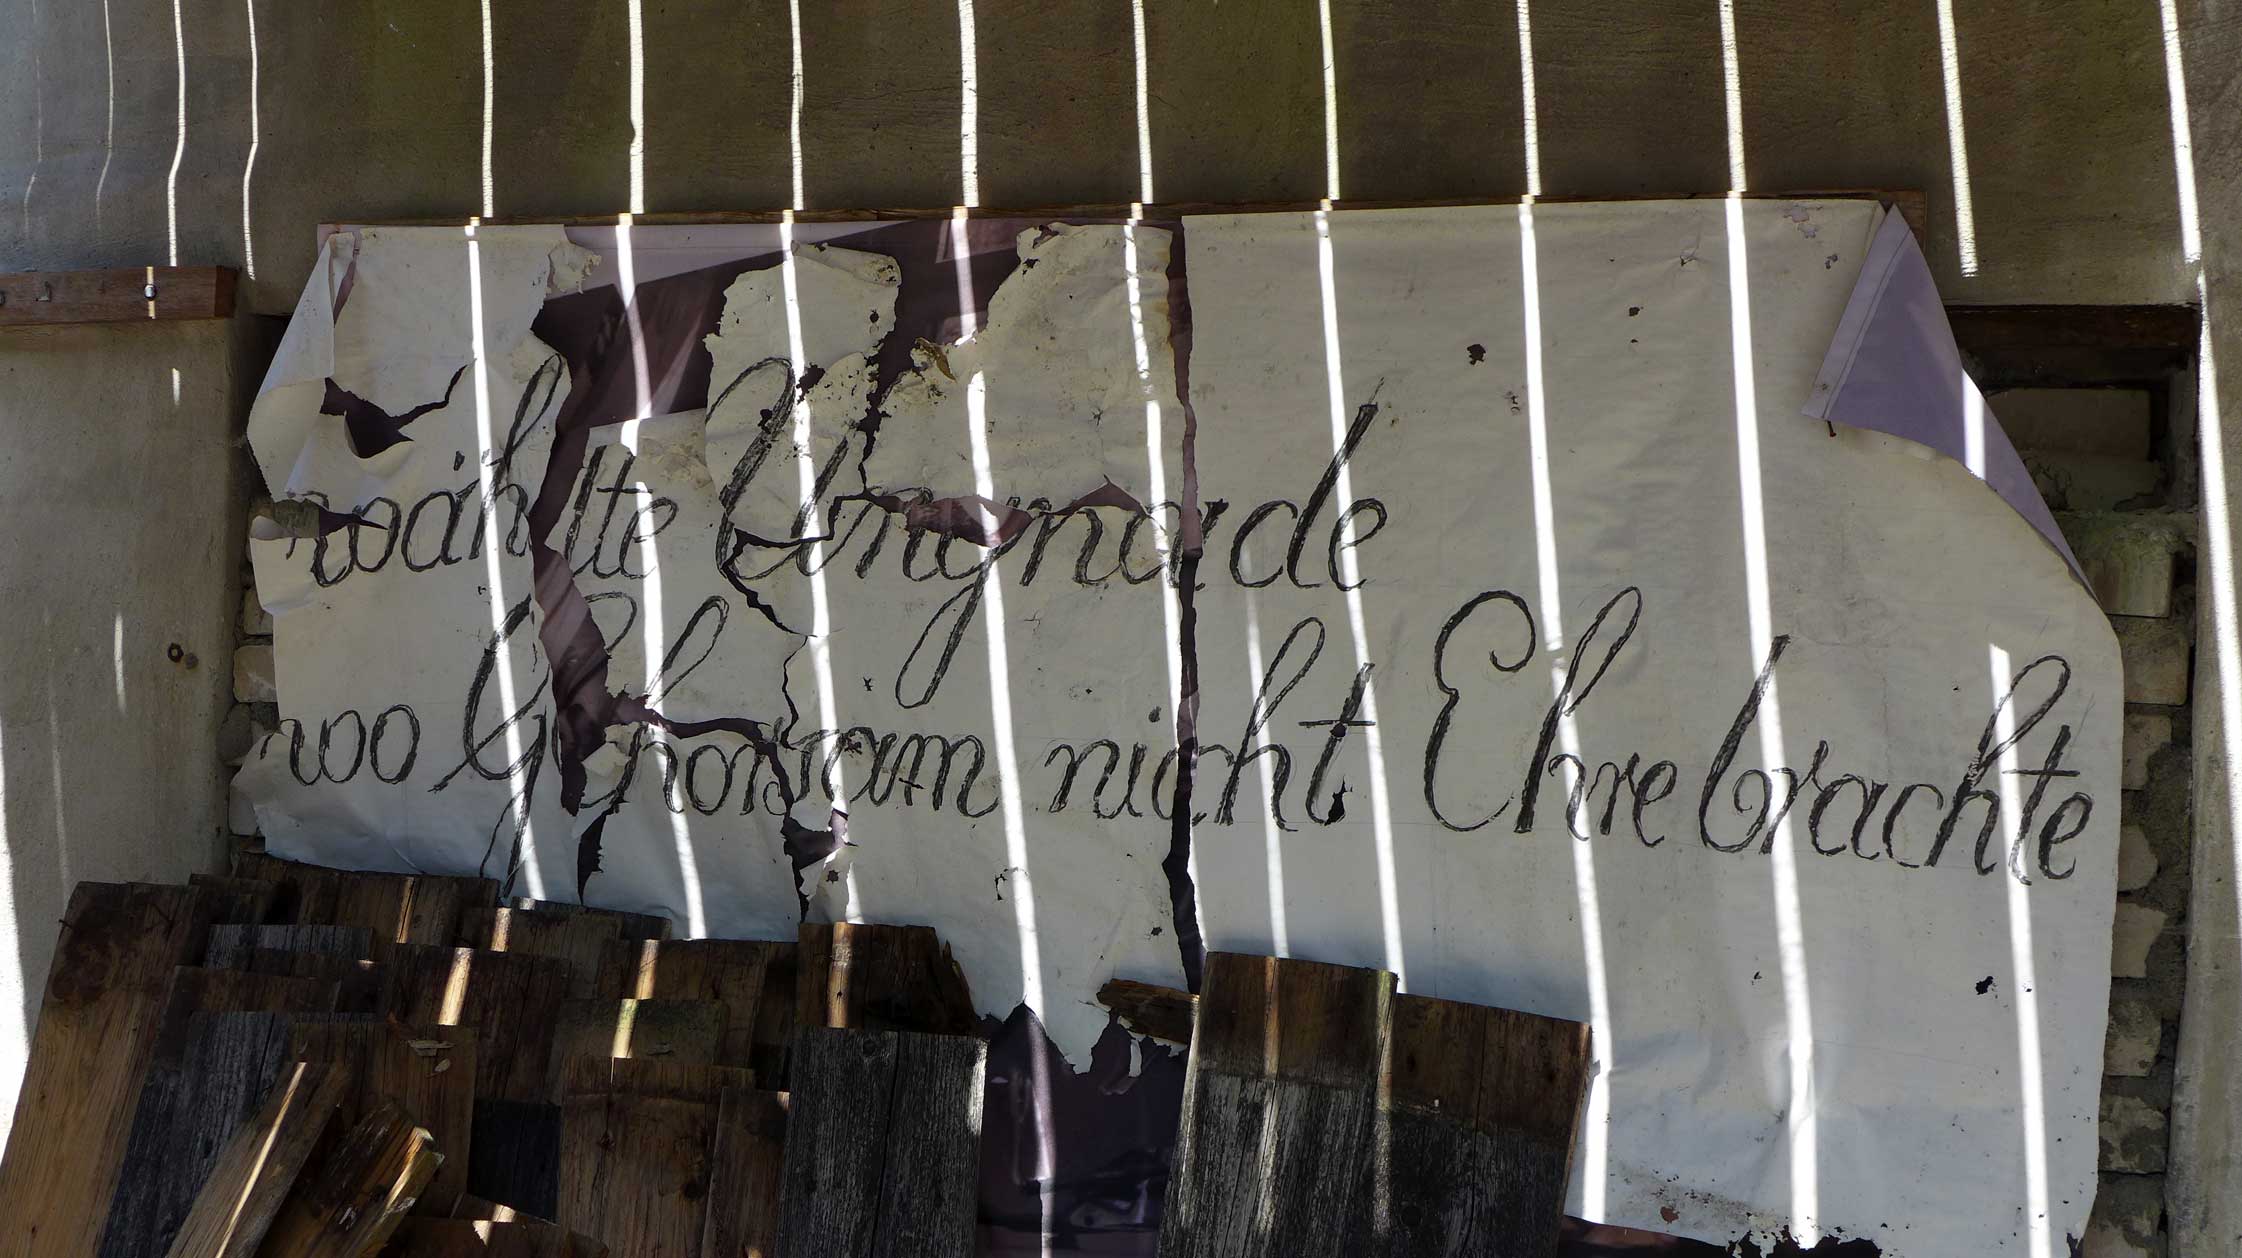 wählte Ungnade
wo Gehorsam nicht Ehre brachte